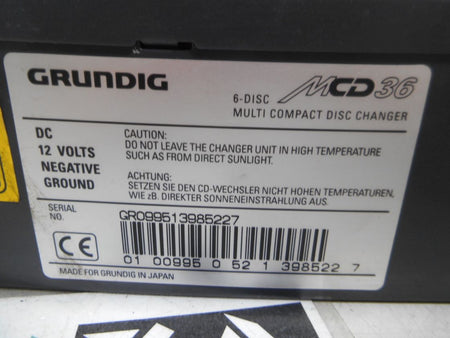 GRUNDIG
6-DISC MCD 36
MULTI COMPACT DISC CHANGER
DC
12 VOLTS
NEGATIVE
GROUND
CAUTION:
DO NOT LEAVE THE CHANGER UNIT IN HIGH TEMPERATURE
SUCH AS FROM DIRECT SUNLIGHT.
ACHTUNG:
SETZEN SIE DEN CD-WECHSLER NICHT HOHEN TEMPERATUREN,
WIE zB. DIREKTER SONNENEINSTRAHLUNG AUS.
SERIAL
NO.
GR099513985227
CE
01 00995 0 52 1 398522 7
MADE FOR GRUNDIG IN JAPAN